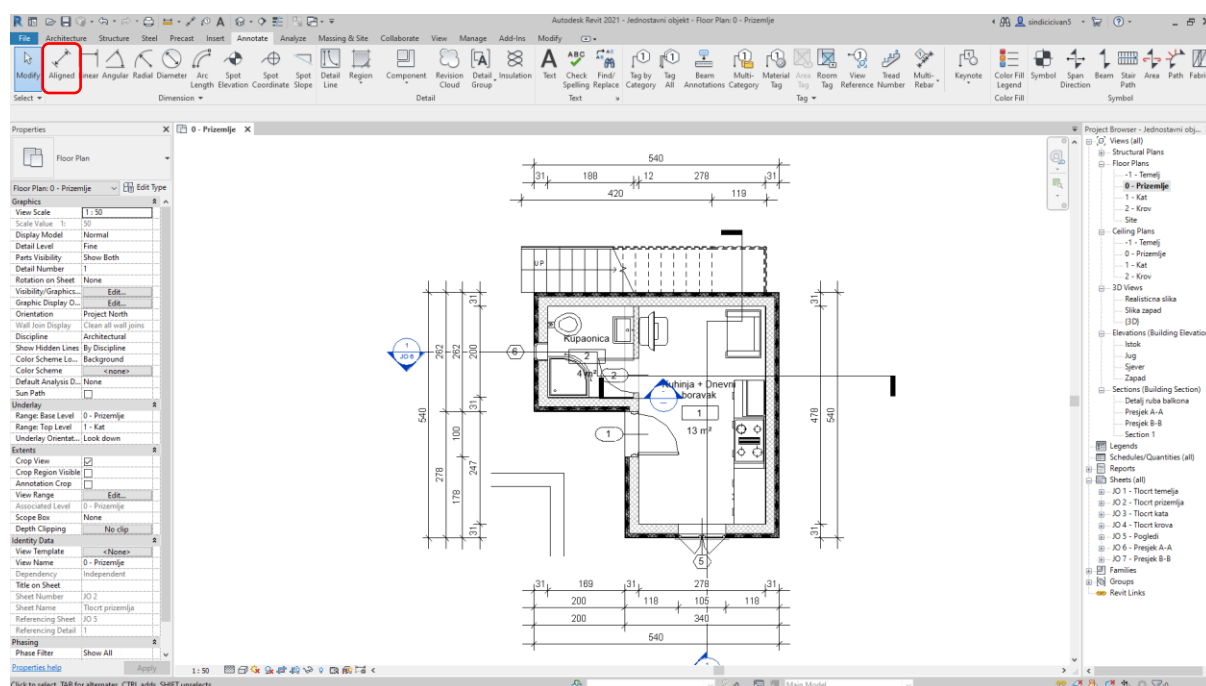 Autodesk Revit 2021 - Jednostavni objekt - Floor Plan: 0 - Prizemlje
sindicicivan5
File Architecture Structure Steel Precast Insert Annotate Analyze Massing & Site Collaborate View Manage Add-Ins Modify
Modify Aligned Linear Angular Radial Diameter Arc Length Spot Elevation Spot Coordinate Spot Slope Detail Line Region Component Revision Cloud Detail Group Insulation Text Check Spelling Find/ Replace Tag by Category Tag All Beam Annotations Multi- Category Material Tag Area Tag Room Tag View Reference Tread Number Multi- Rebar Keynote Color Fill Legend Symbol Span Direction Beam Stair Path Area Path
Select Dimension Detail Text Tag Color Fill Symbol
Properties
Floor Plan
Floor Plan: 0 - Prizemlje Edit Type
Graphics
View Scale 1 : 50
Scale Value 1: 50
Display Model Normal
Detail Level Fine
Parts Visibility Show Both
Detail Number 1
Rotation on Sheet None
Visibility/Graphics... Edit...
Graphic Display O... Edit...
Orientation Project North
Wall Join Display Clean all wall joins
Discipline Architectural
Show Hidden Lines By Discipline
Color Scheme Lo... Background
Color Scheme <none>
Default Analysis D... None
Sun Path
Underlay
Range: Base Level 0 - Prizemlje
Range: Top Level 1 - Kat
Underlay Orientat... Look down
Extents
Crop View
Crop Region Visible
Annotation Crop
View Range Edit...
Associated Level 0 - Prizemlje
Scope Box None
Depth Clipping No clip
Identity Data
View Template <None>
View Name 0 - Prizemlje
Dependency Independent
Title on Sheet
Sheet Number JO 2
Sheet Name Tlocrt prizemlja
Referencing Sheet JO 5
Referencing Detail 1
Phasing
Phase Filter Show All
Properties help Apply
0 - Prizemlje
540
31 188 12 278 31
420 119
UP
31 262 262 200 31
540
100
278 247
178
31
1
JO 6
6
Kupaonica
2
4 m²
2
Kuhinja + Dnevni
boravak
1
13 m²
1
5
31
478 540
31
31 169 31 278 31
200 118 105 118
200 340
540
1 : 50
Project Browser - Jednostavni obj...
Views (all)
Structural Plans
Floor Plans
-1 - Temelj
0 - Prizemlje
1 - Kat
2 - Krov
Site
Ceiling Plans
-1 - Temelj
0 - Prizemlje
1 - Kat
2 - Krov
3D Views
Realisticna slika
Slika zapad
{3D}
Elevations (Building Elevation
Istok
Jug
Sjever
Zapad
Sections (Building Section)
Detalj ruba balkona
Presjek A-A
Presjek B-B
Section 1
Legends
Schedules/Quantities (all)
Reports
Sheets (all)
JO 1 - Tlocrt temelja
JO 2 - Tlocrt prizemlja
JO 3 - Tlocrt kata
JO 4 - Tlocrt krova
JO 5 - Pogledi
JO 6 - Presjek A-A
JO 7 - Presjek B-B
Families
Groups
Revit Links
Click to select, TAB for alternates, CTRL adds, SHIFT unselects.
Main Model